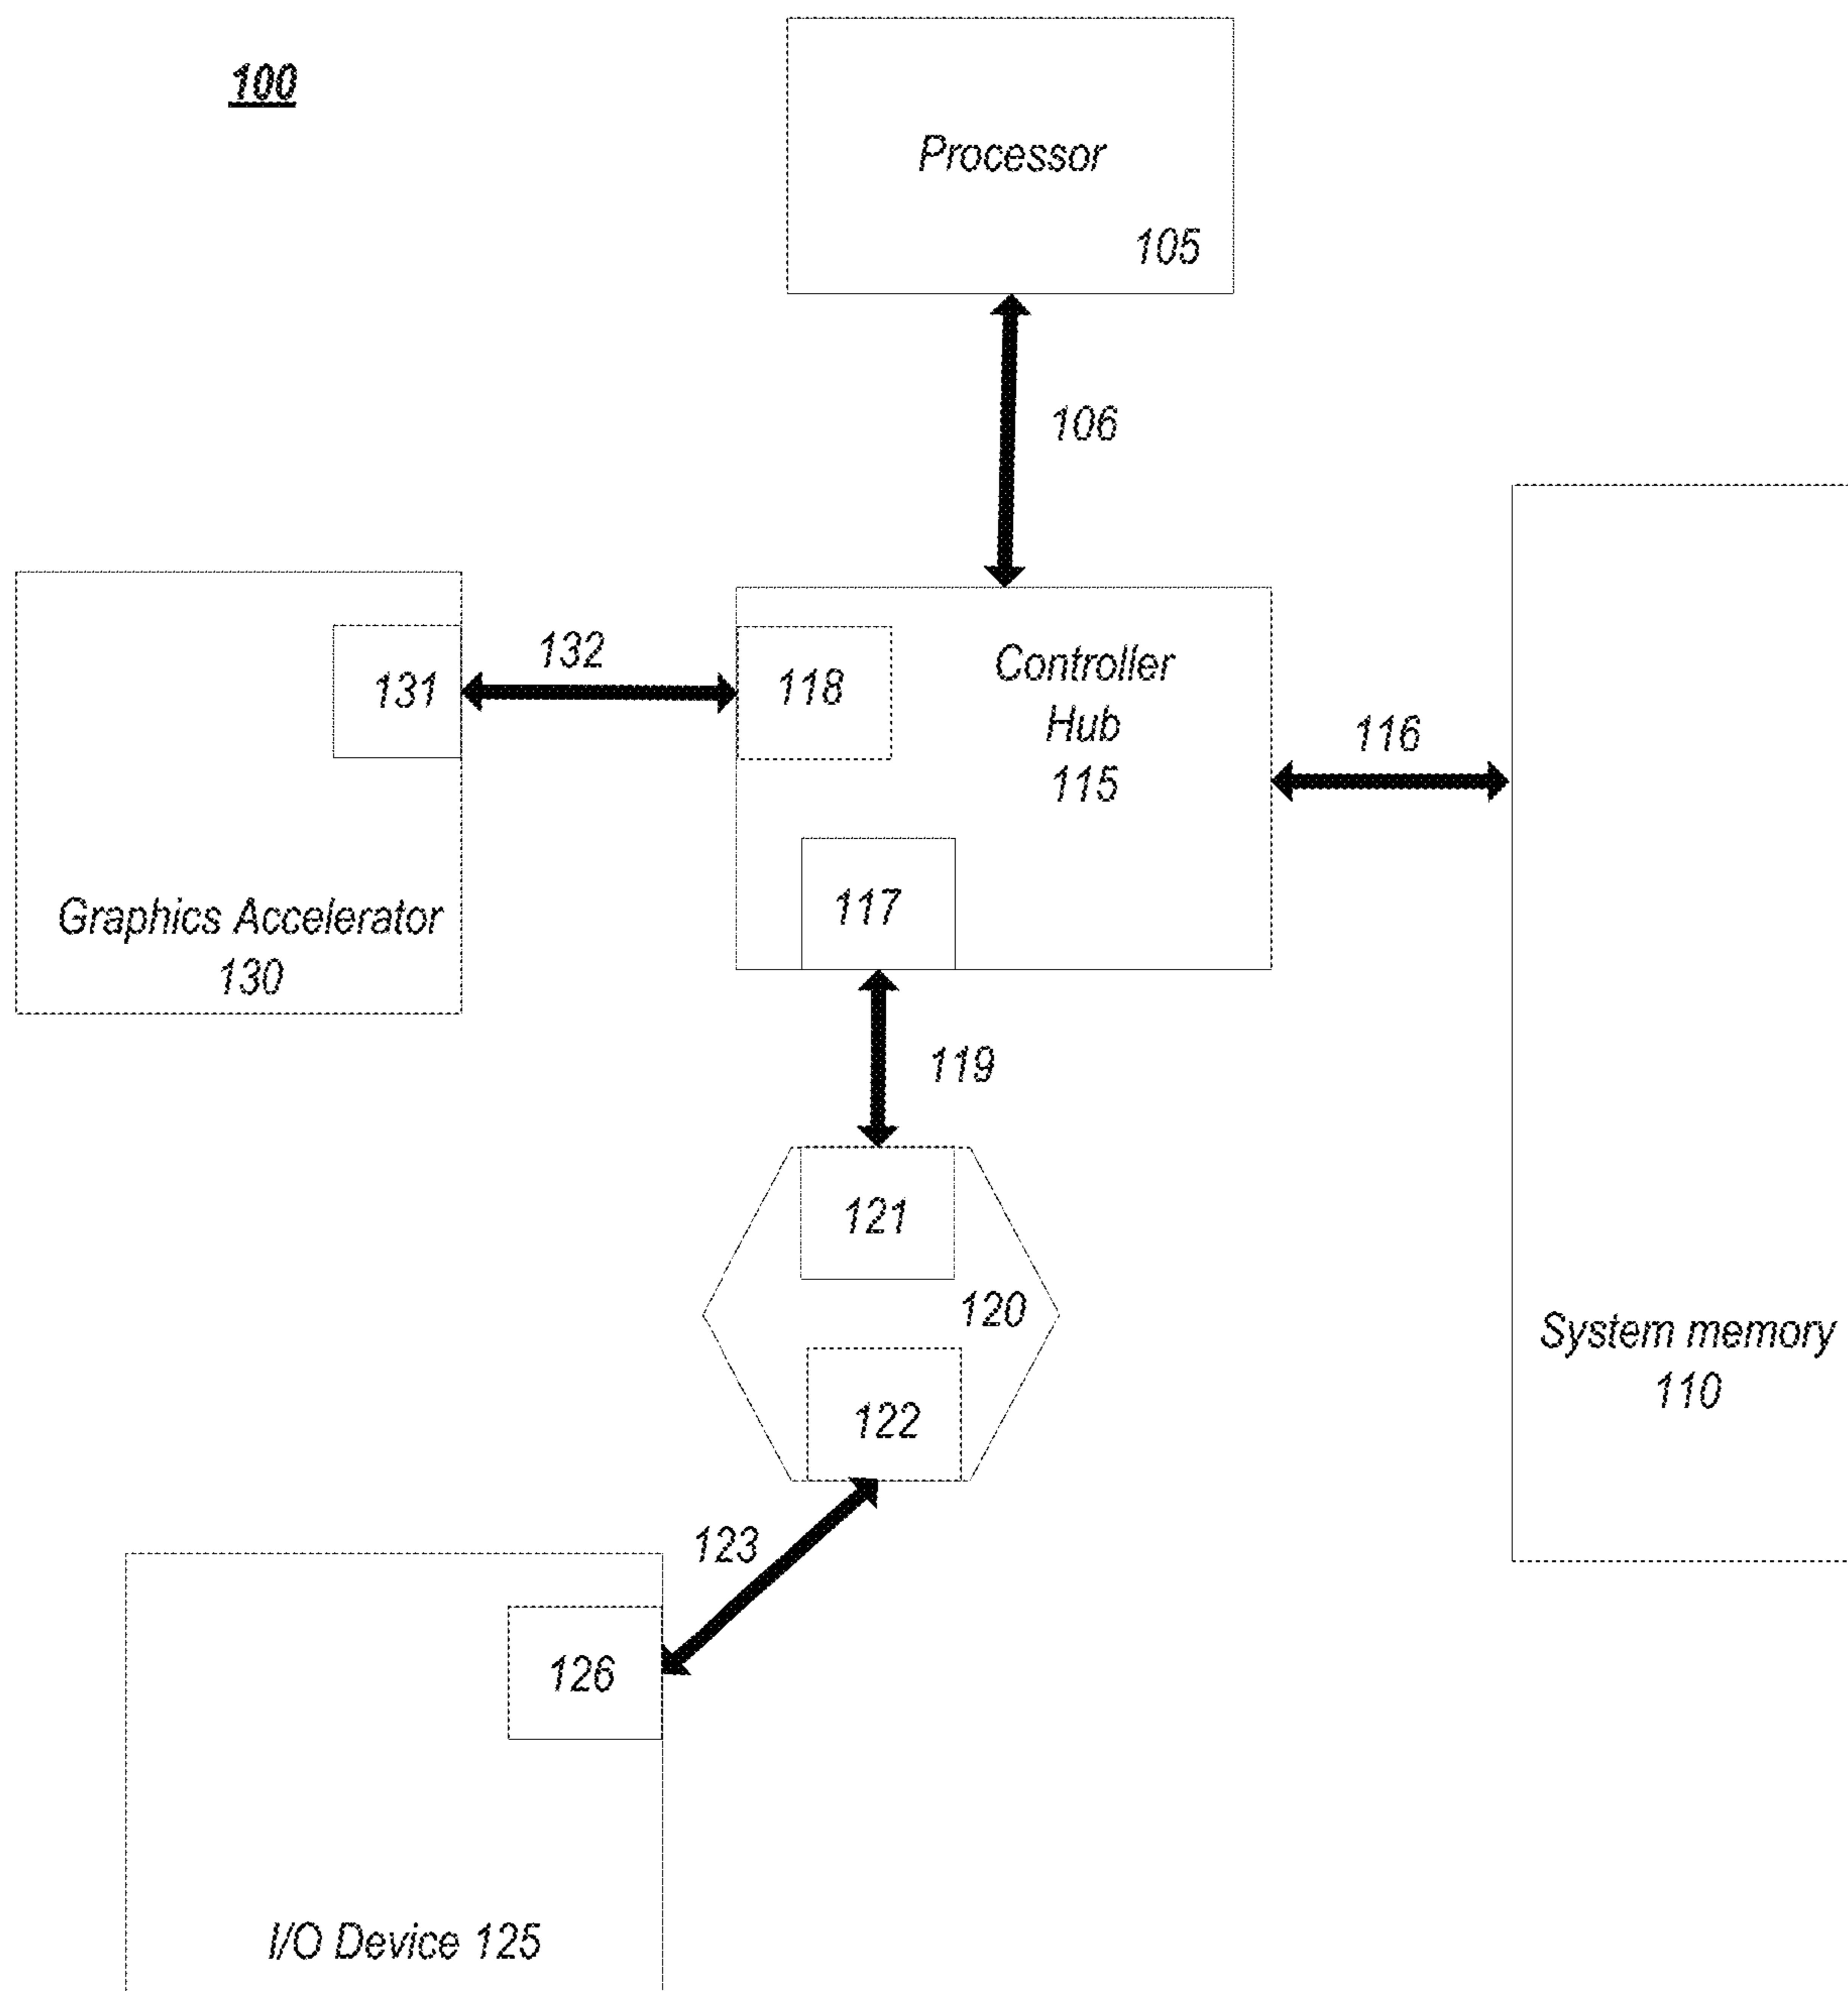 100
Processor
105
106
132
131
118
Controller
Hub
115
116
117
Graphics Accelerator
130
119
121
120
122
System memory
110
123
126
I/O Device 125